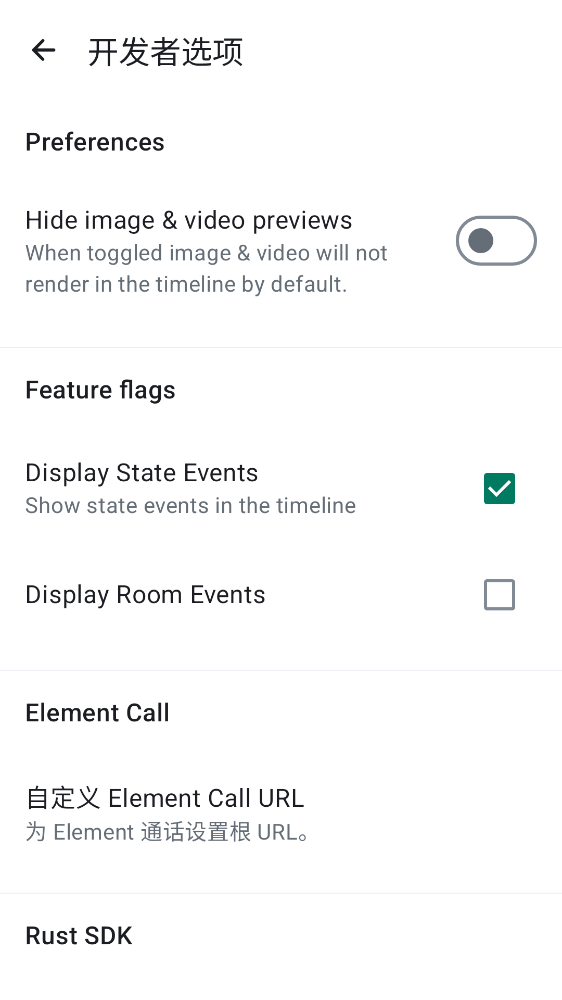 开发者选项
Preferences
Hide image & video previews
When toggled image & video will not
render in the timeline by default.
Feature flags
Display State Events
Show state events in the timeline
Display Room Events
Element Call
自定义 Element Call URL
为 Element 通话设置根 URL。
Rust SDK